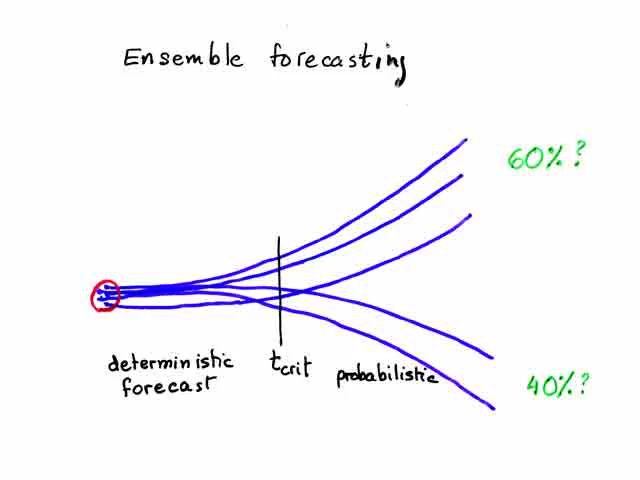 Ensemble forecasting
60%?
deterministic
forecast
tcrit
probabilistic
40%?